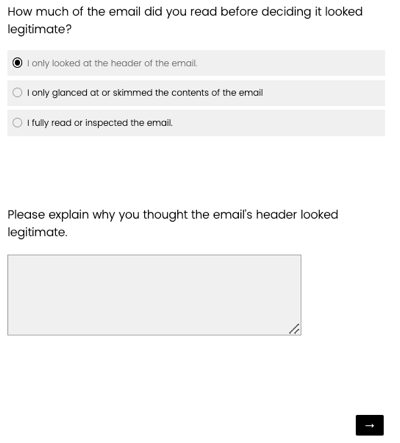 How much of the email did you read before deciding it looked
legitimate?
I only looked at the header of the email.
I only glanced at or skimmed the contents of the email
I fully read or inspected the email.
Please explain why you thought the email's header looked
legitimate.
→